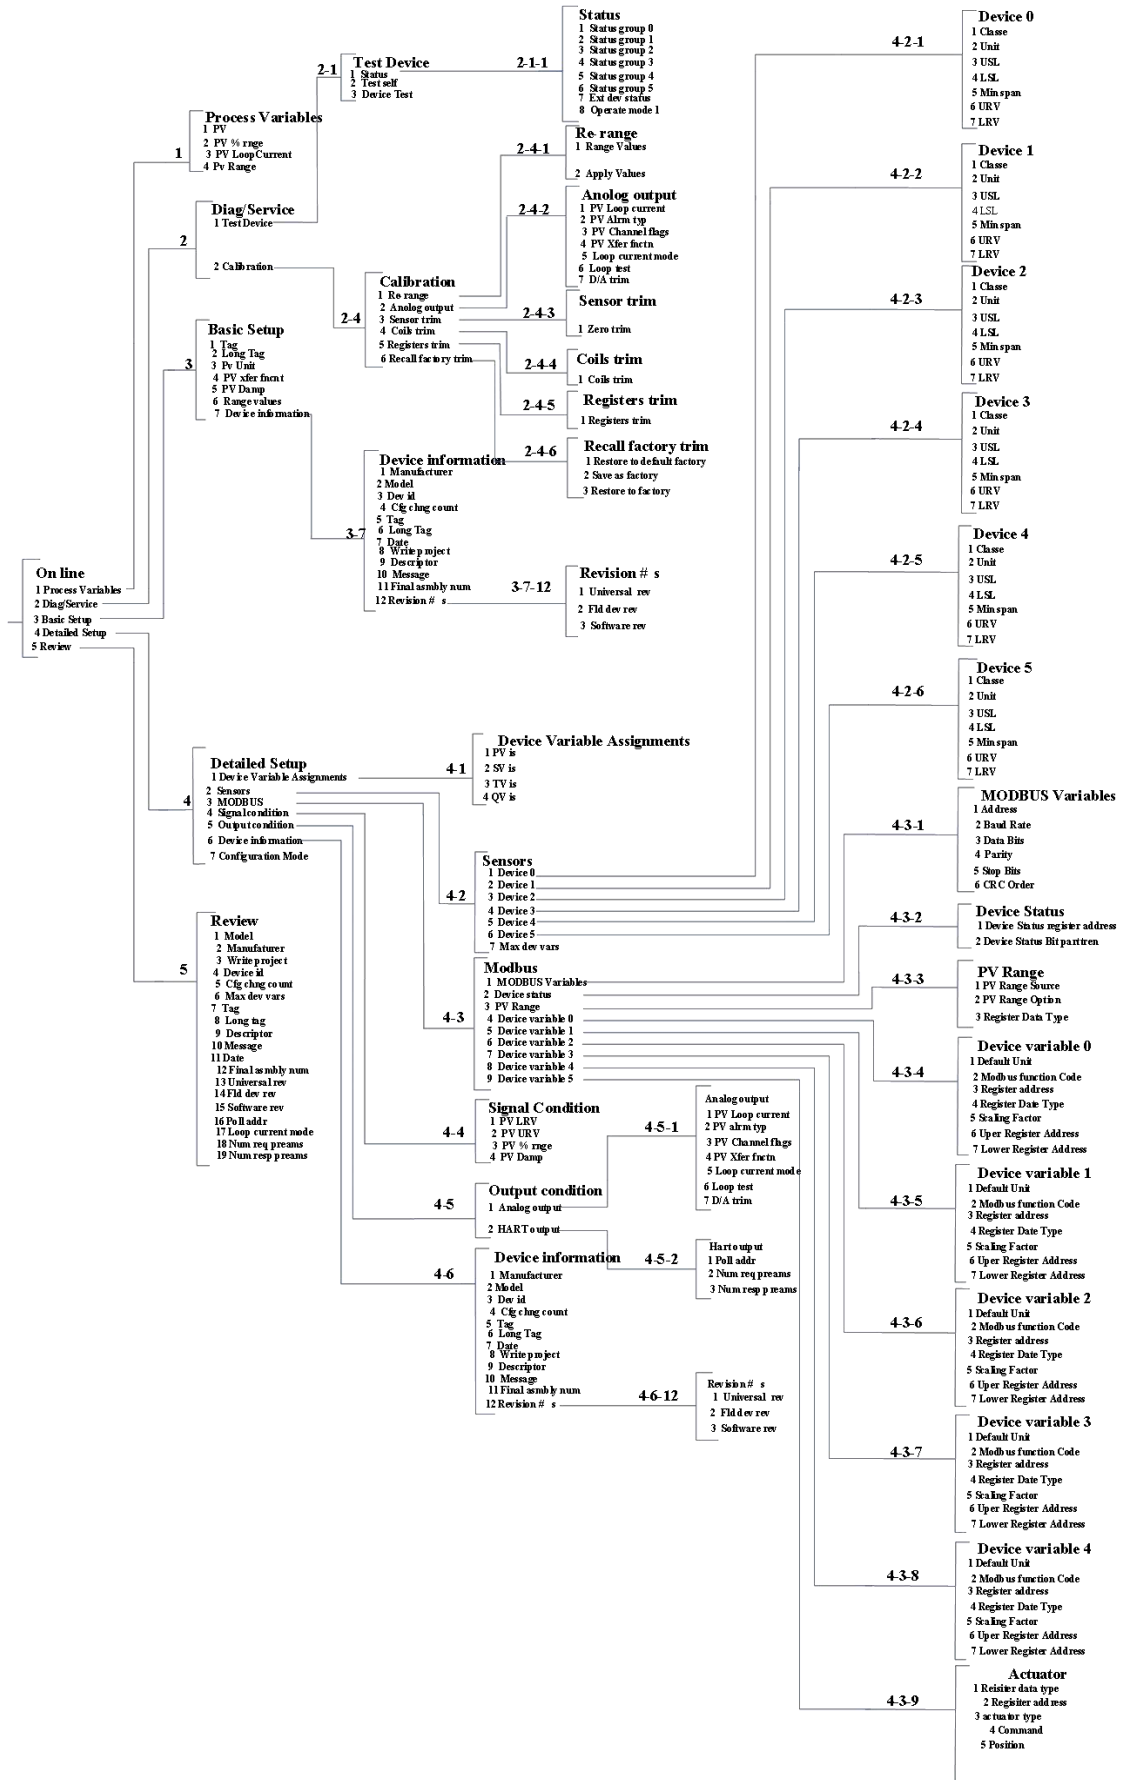 On line
1 Process Variables
2 Diag/Service
3 Basic Setup
4 Detailed Setup
5 Review
1
Process Variables
1 PV
2 PV % rnge
3 PV Loop Current
4 Pv Range
2
Diag/Service
1 Test Device
2 Calibration
2-1
Test Device
1 Status
2 Test self
3 Device Test
2-1-1
Status
1 Status group 0
2 Status group 1
3 Status group 2
4 Status group 3
5 Status group 4
6 Status group 5
7 Ext dev status
8 Operate mode 1
2-4
Calibration
1 Re-range
2 Anolog output
3 Sensor trim
4 Coils trim
5 Registers trim
6 Recall factory trim
2-4-1
Re-range
1 Range Values
2 Apply Values
2-4-2
Anolog output
1 PV Loop current
2 PV Alrm typ
3 PV Channel flags
4 PV Xfer fnctn
5 Loop current mode
6 Loop test
7 D/A trim
2-4-3
Sensor trim
1 Zero trim
2-4-4
Coils trim
1 Coils trim
2-4-5
Registers trim
1 Registers trim
2-4-6
Recall factory trim
1 Restore to default factory
2 Save as factory
3 Restore to factory
3
Basic Setup
1 Tag
2 Long Tag
3 Pv Unit
4 PV xfer fncnt
5 PV Damp
6 Range values
7 Device information
3-7
Device information
1 Manufacturer
2 Model
3 Dev id
4 Cfg chng count
5 Tag
6 Long Tag
7 Date
8 Write project
9 Descriptor
10 Message
11 Final asmbly num
12 Revision # s
3-7-12
Revision # s
1 Universal rev
2 Fld dev rev
3 Software rev
4
Detailed Setup
1 Device Variable Assignments
2 Sensors
3 MODBUS
4 Signal condition
5 Output condition
6 Device information
7 Configuration Mode
4-1
Device Variable Assignments
1 PV is
2 SV is
3 TV is
4 QV is
4-2
Sensors
1 Device 0
2 Device 1
3 Device 2
4 Device 3
5 Device 4
6 Device 5
7 Max dev vars
4-3
Modbus
1 MODBUS Variables
2 Device status
3 PV Range
4 Device variable 0
5 Device variable 1
6 Device variable 2
7 Device variable 3
8 Device variable 4
9 Device variable 5
4-4
Signal Condition
1 PV LRV
2 PV URV
3 PV % rnge
4 PV Damp
4-5
Output condition
1 Analog output
2 HART output
4-5-1
Analog output
1 PV Loop current
2 PV alrm typ
3 PV Channel flhgs
4 PV Xfer fnctn
5 Loop current mode
6 Loop test
7 D/A trim
4-5-2
Hart output
1 Poll addr
2 Num req preams
3 Num resp preams
4-6
Device information
1 Manufacturer
2 Model
3 Dev id
4 Cfg chng count
5 Tag
6 Long Tag
7 Date
8 Write project
9 Descriptor
10 Message
11 Final asmbly num
12 Revision # s
4-6-12
Revision # s
1 Universal rev
2 Fld dev rev
3 Software rev
5
Review
1 Model
2 Manufaturer
3 Write project
4 Device id
5 Cfg chng count
6 Max dev vars
7 Tag
8 Long tag
9 Descriptor
10 Message
11 Date
12 Final asmbly num
13 Universal rev
14 Fld dev rev
15 Software rev
16 Poll addr
17 Loop current mode
18 Num req preams
19 Num resp preams
4-2-1
Device 0
1 Classe
2 Unit
3 USL
4 LSL
5 Min span
6 URV
7 LRV
4-2-2
Device 1
1 Classe
2 Unit
3 USL
4 LSL
5 Min span
6 URV
7 LRV
4-2-3
Device 2
1 Classe
2 Unit
3 USL
4 LSL
5 Min span
6 URV
7 LRV
4-2-4
Device 3
1 Classe
2 Unit
3 USL
4 LSL
5 Min span
6 URV
7 LRV
4-2-5
Device 4
1 Classe
2 Unit
3 USL
4 LSL
5 Min span
6 URV
7 LRV
4-2-6
Device 5
1 Classe
2 Unit
3 USL
4 LSL
5 Min span
6 URV
7 LRV
4-3-1
MODBUS Variables
1 Address
2 Baud Rate
3 Data Bits
4 Parity
5 Stop Bits
6 CRC Order
4-3-2
Device Status
1 Device Status register address
2 Device Status Bit parttren
4-3-3
PV Range
1 PV Range Source
2 PV Range Option
3 Register Data Type
4-3-4
Device variable 0
1 Default Unit
2 Modbus function Code
3 Register address
4 Register Date Type
5 Scaling Factor
6 Uper Register Address
7 Lower Register Address
4-3-5
Device variable 1
1 Default Unit
2 Modbus function Code
3 Register address
4 Register Date Type
5 Scaling Factor
6 Uper Register Address
7 Lower Register Address
4-3-6
Device variable 2
1 Default Unit
2 Modbus function Code
3 Register address
4 Register Date Type
5 Scaling Factor
6 Uper Register Address
7 Lower Register Address
4-3-7
Device variable 3
1 Default Unit
2 Modbus function Code
3 Register address
4 Register Date Type
5 Scaling Factor
6 Uper Register Address
7 Lower Register Address
4-3-8
Device variable 4
1 Default Unit
2 Modbus function Code
3 Register address
4 Register Date Type
5 Scaling Factor
6 Uper Register Address
7 Lower Register Address
4-3-9
Actuator
1 Reisiter data type
2 Regisiter address
3 actuator type
4 Command
5 Position